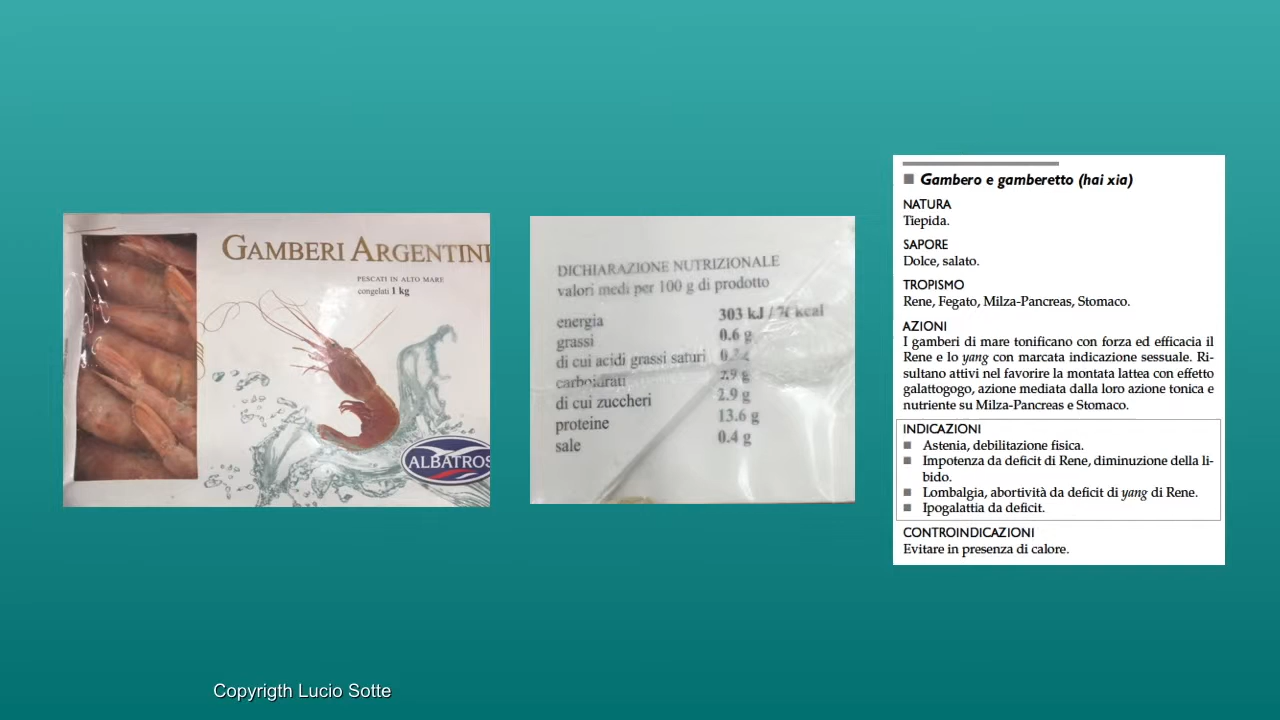 GAMBERI ARGENTINI
PESCATI IN ALTO MARE
congelati 1 kg
ALBATROS
DICHIARAZIONE NUTRIZIONALE
valori medi per 100 g di prodotto
energia 303 kJ / kcal
grassi 0.6 g
di cui acidi grassi saturi
carboidrati 2.9 g
di cui zuccheri 2.9 g
proteine 13.6 g
sale 0.4 g
Gambero e gamberetto (hai xia)
NATURA
Tiepida.
SAPORE
Dolce, salato.
TROPISMO
Rene, Fegato, Milza-Pancreas, Stomaco.
AZIONI
I gamberi di mare tonificano con forza ed efficacia il
Rene e lo yang con marcata indicazione sessuale. Ri-
sultano attivi nel favorire la montata lattea con effetto
galattogogo, azione mediata dalla loro azione tonica e
nutriente su Milza-Pancreas e Stomaco.
INDICAZIONI
■ Astenia, debilitazione fisica.
■ Impotenza da deficit di Rene, diminuzione della li-
bido.
■ Lombalgia, abortività da deficit di yang di Rene.
■ Ipogalattia da deficit.
CONTROINDICAZIONI
Evitare in presenza di calore.
Copyrigth Lucio Sotte